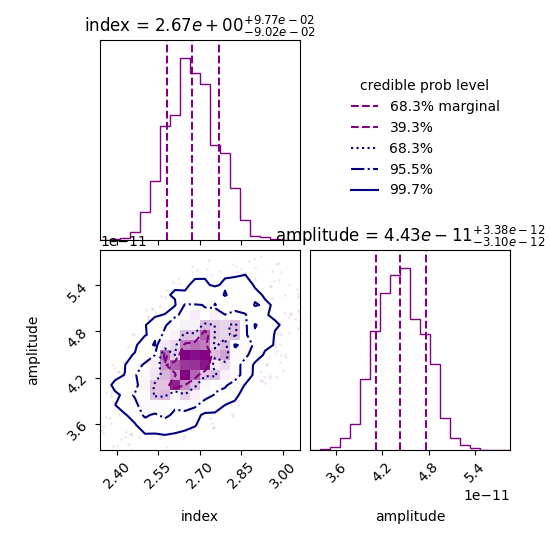 index = 2.67e+00+9.77e−02−9.02e−02
credible prob level
68.3% marginal
39.3%
68.3%
95.5%
99.7%
1e−11
amplitude = 4.43e−11+3.38e−12−3.10e−12
5.4
4.8
4.2
3.6
amplitude
2.40
2.55
2.70
2.85
3.00
index
3.6
4.2
4.8
5.4
1e−11
amplitude